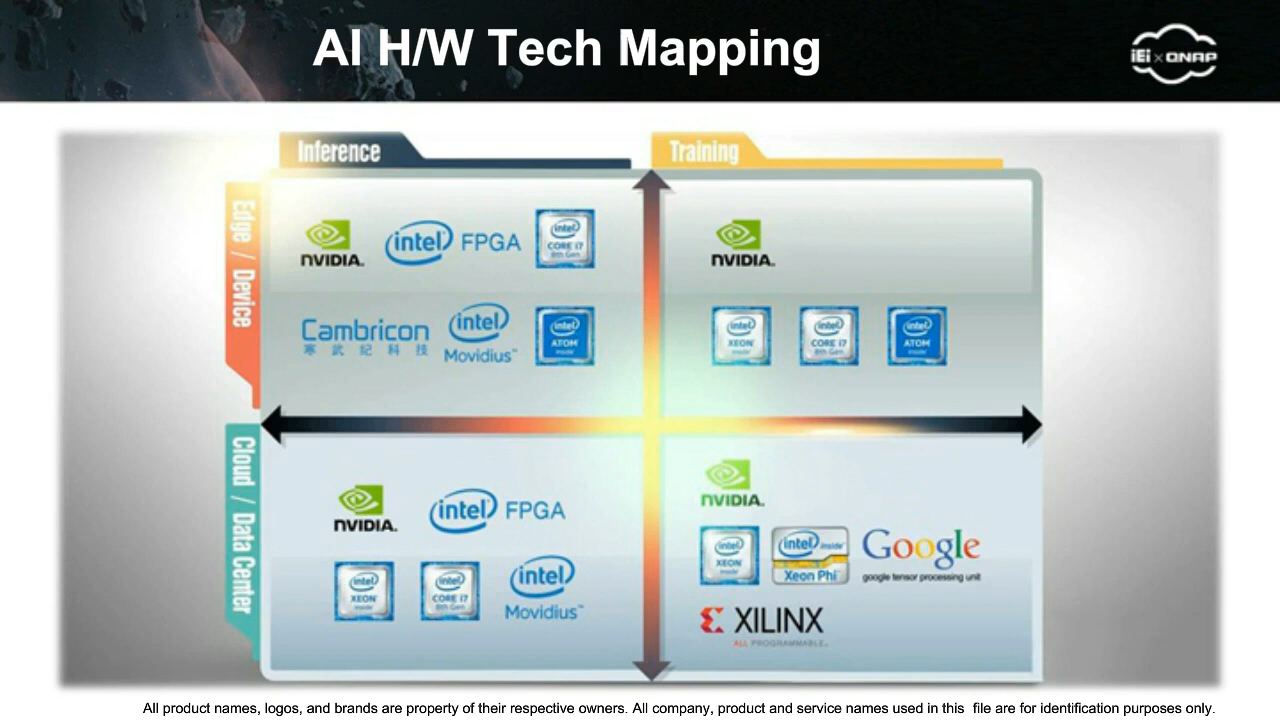 AI H/W Tech Mapping
iEi x QNAP
Inference
Training
Edge / Device
NVIDIA.
intel FPGA
intel
CORE i7
8th Gen
Cambricon
寒武纪科技
intel
Movidius™
intel
ATOM
inside
NVIDIA.
intel
XEON
inside
intel
CORE i7
8th Gen
intel
ATOM
inside
Cloud / Data Center
NVIDIA.
intel FPGA
intel
XEON
inside
intel
CORE i7
8th Gen
intel
Movidius™
NVIDIA.
intel
XEON
inside
intel inside
Xeon Phi
Google
google tensor processing unit
XILINX
ALL PROGRAMMABLE.
All product names, logos, and brands are property of their respective owners. All company, product and service names used in this file are for identification purposes only.